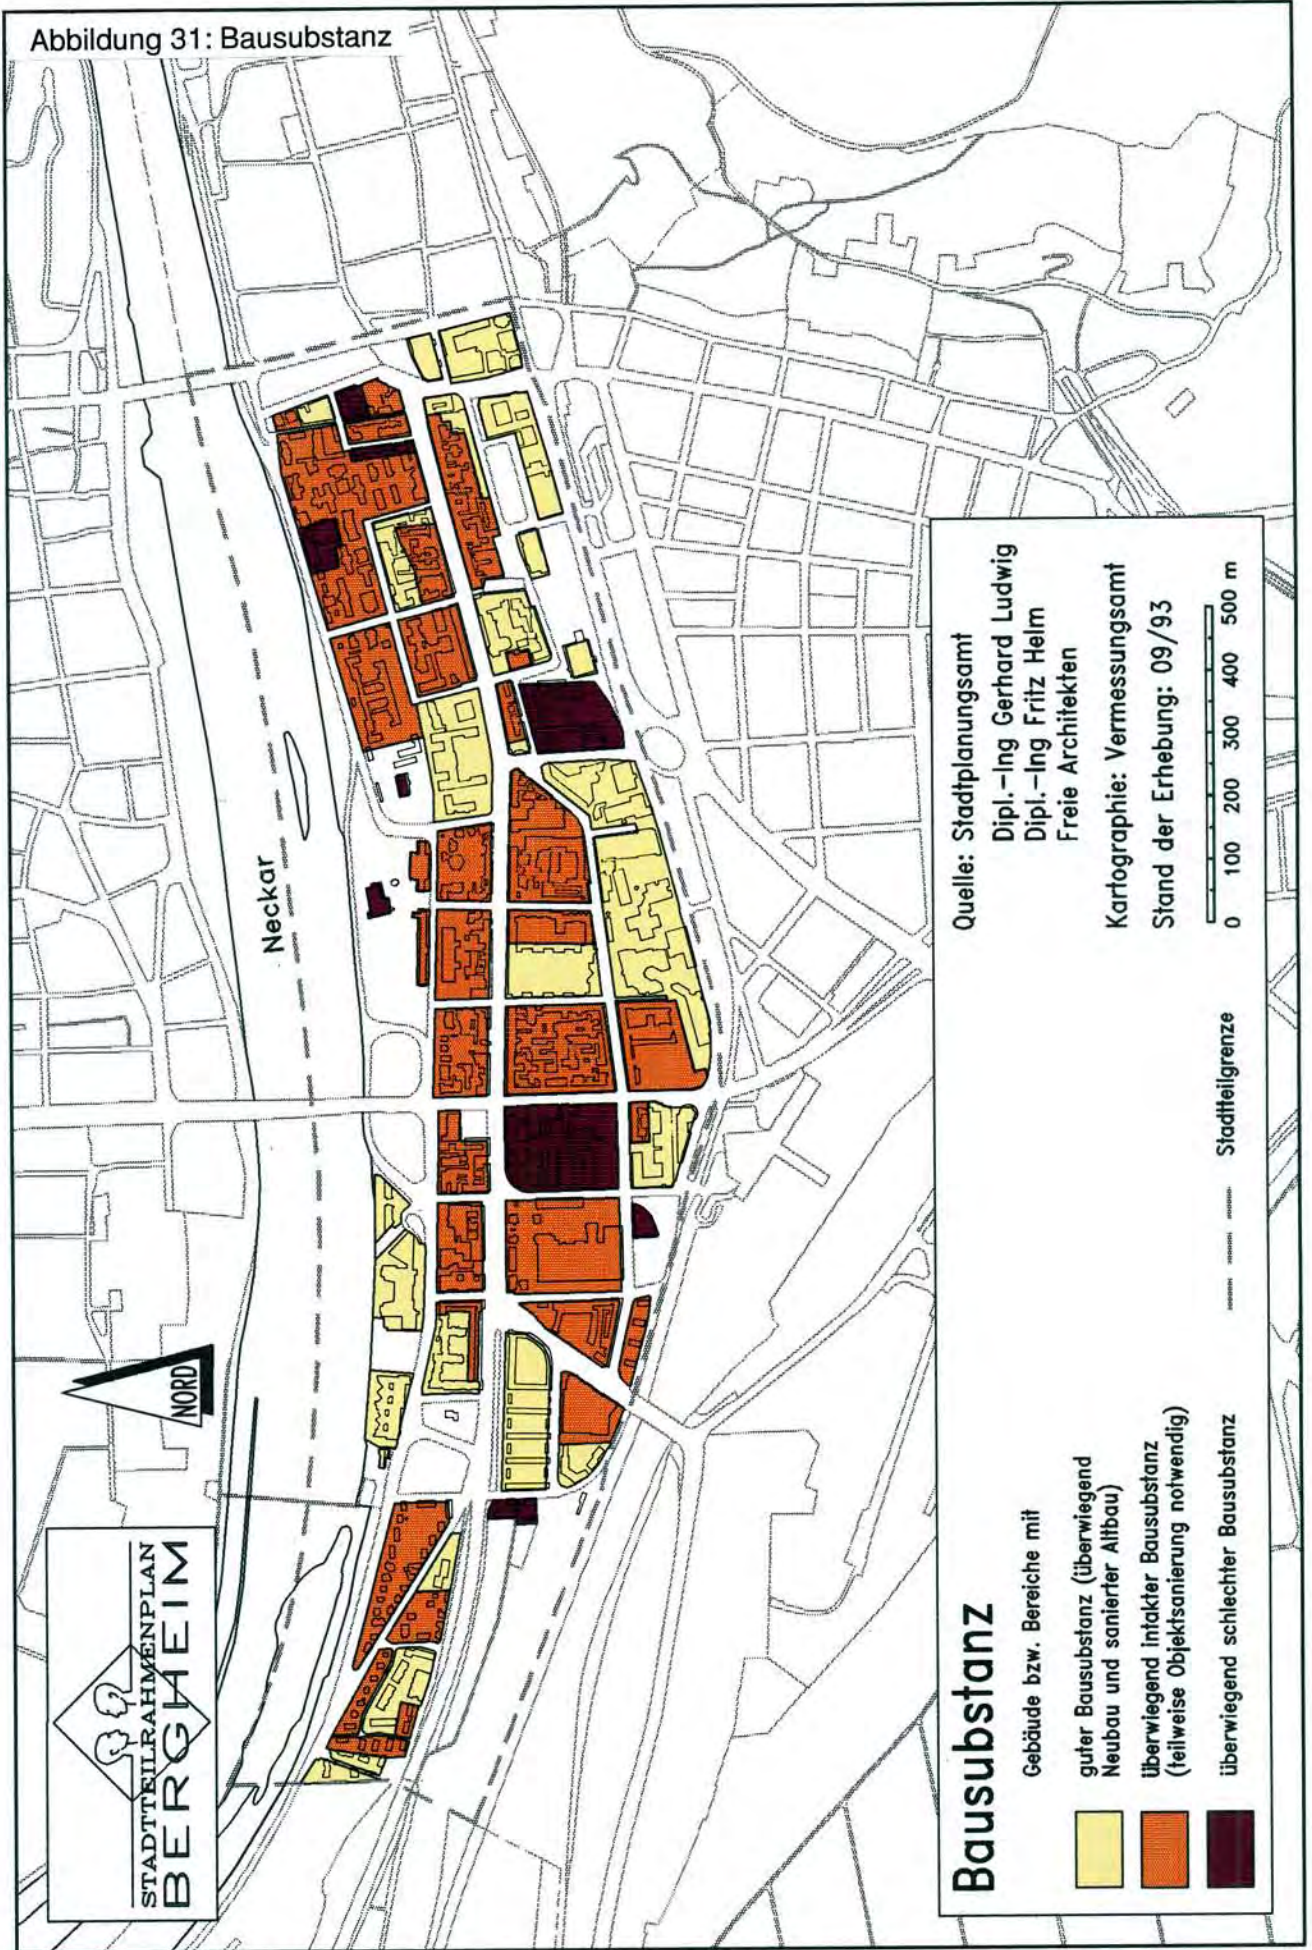 Abbildung 31: Bausubstanz
Neckar
NORD
STADTTEILRAHMENPLAN
BERGHEIM
Bausubstanz
Gebäude bzw. Bereiche mit
guter Bausubstanz (überwiegend
Neubau und sanierter Altbau)
überwiegend intakter Bausubstanz
(teilweise Objektsanierung notwendig)
überwiegend schlechter Bausubstanz
Stadtteilgrenze
Quelle: Stadtplanungsamt
Dipl.-Ing Gerhard Ludwig
Dipl.-Ing Fritz Helm
Freie Architekten
Kartographie: Vermessungsamt
Stand der Erhebung: 09/93
0 100 200 300 400 500 m